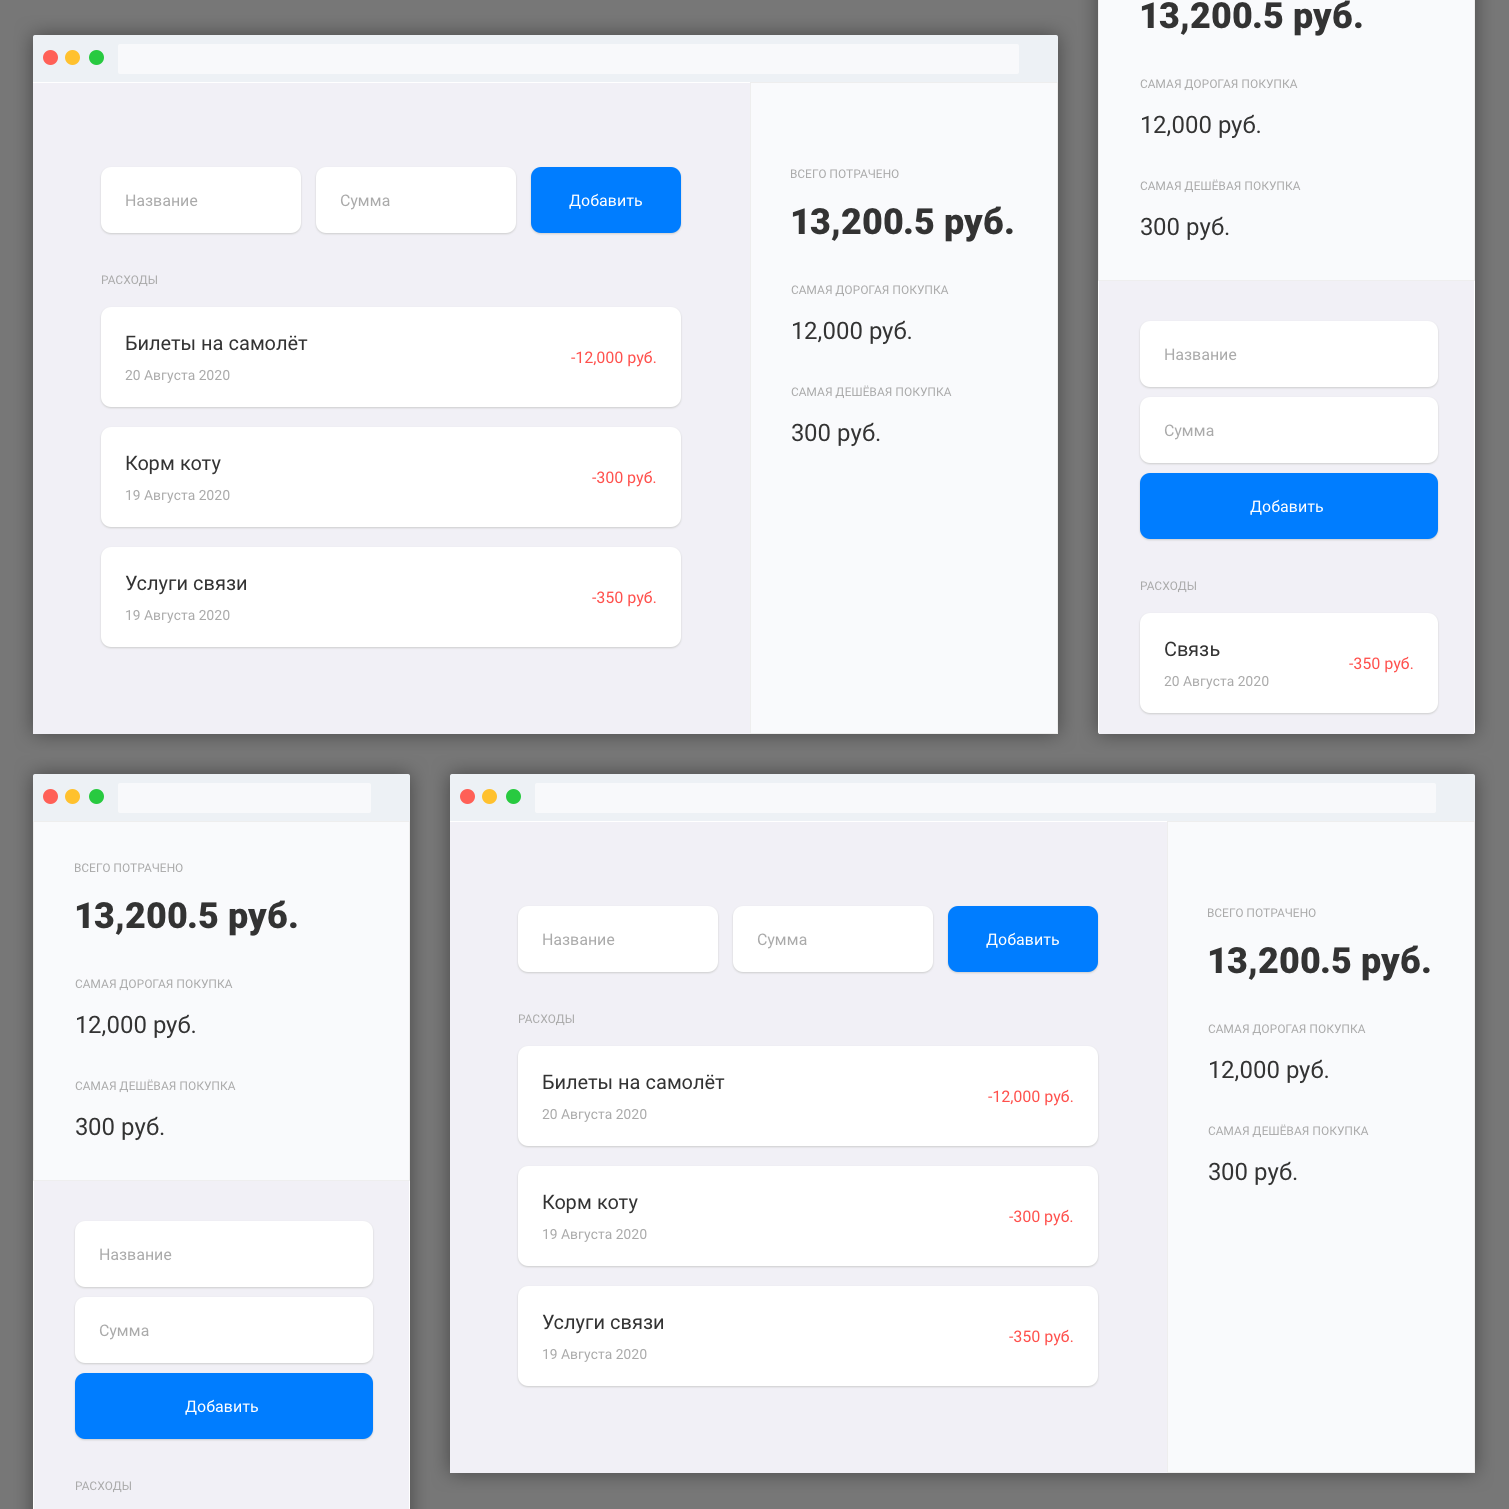 Название
Сумма
Добавить
РАСХОДЫ
Билеты на самолёт
20 Августа 2020
-12,000 руб.
Корм коту
19 Августа 2020
-300 руб.
Услуги связи
19 Августа 2020
-350 руб.
ВСЕГО ПОТРАЧЕНО
13,200.5 руб.
САМАЯ ДОРОГАЯ ПОКУПКА
12,000 руб.
САМАЯ ДЕШЁВАЯ ПОКУПКА
300 руб.
13,200.5 руб.
САМАЯ ДОРОГАЯ ПОКУПКА
12,000 руб.
САМАЯ ДЕШЁВАЯ ПОКУПКА
300 руб.
Название
Сумма
Добавить
РАСХОДЫ
Связь
20 Августа 2020
-350 руб.
ВСЕГО ПОТРАЧЕНО
13,200.5 руб.
САМАЯ ДОРОГАЯ ПОКУПКА
12,000 руб.
САМАЯ ДЕШЁВАЯ ПОКУПКА
300 руб.
Название
Сумма
Добавить
РАСХОДЫ
Название
Сумма
Добавить
РАСХОДЫ
Билеты на самолёт
20 Августа 2020
-12,000 руб.
Корм коту
19 Августа 2020
-300 руб.
Услуги связи
19 Августа 2020
-350 руб.
ВСЕГО ПОТРАЧЕНО
13,200.5 руб.
САМАЯ ДОРОГАЯ ПОКУПКА
12,000 руб.
САМАЯ ДЕШЁВАЯ ПОКУПКА
300 руб.